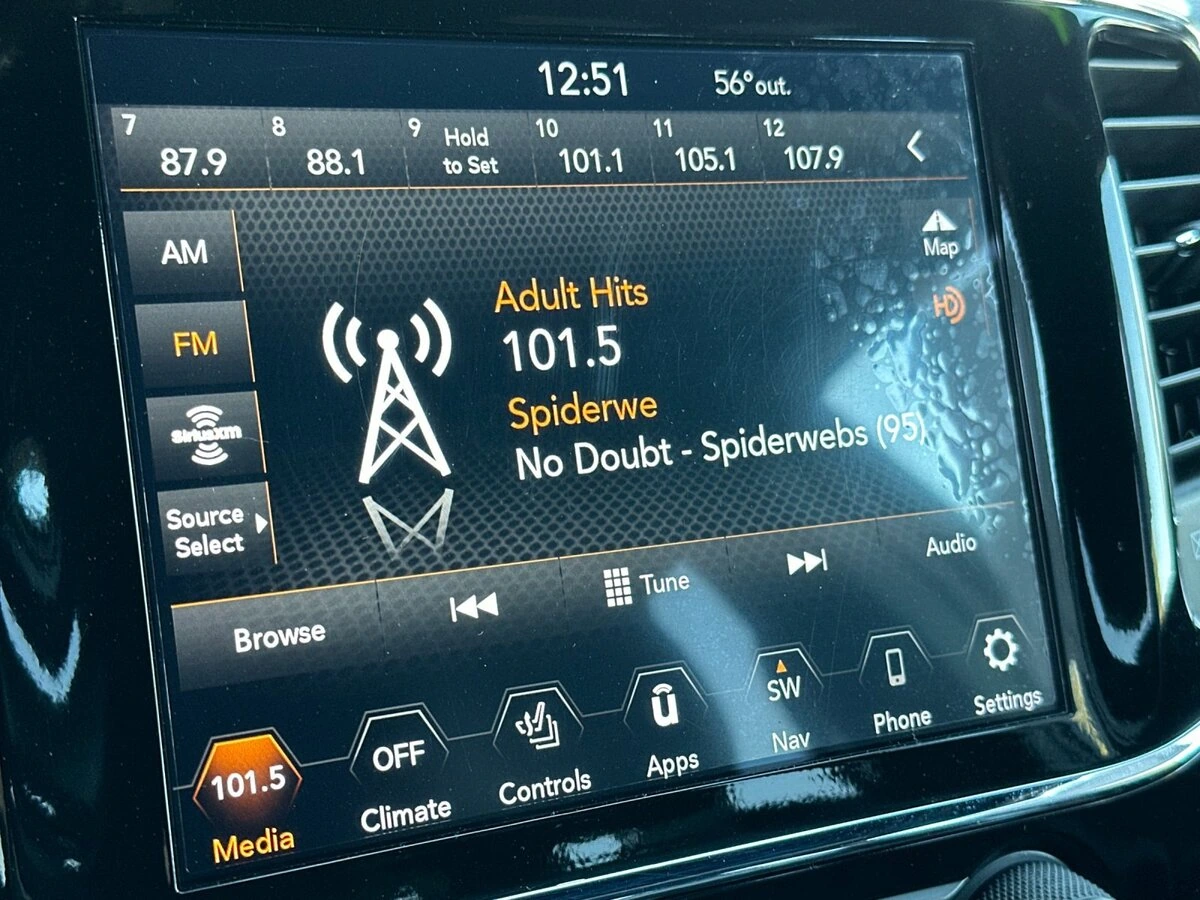 12:51 56° out.
7 8 9 Hold 10 11 12
87.9 88.1 to Set 101.1 105.1 107.9
AM
Map
Adult Hits
HD
FM
101.5
Spiderwe
SiriusXm
No Doubt - Spiderwebs (95)
Source
Select
Browse Tune Audio
101.5 OFF u SW
Media Climate Controls Apps Nav Phone Settings